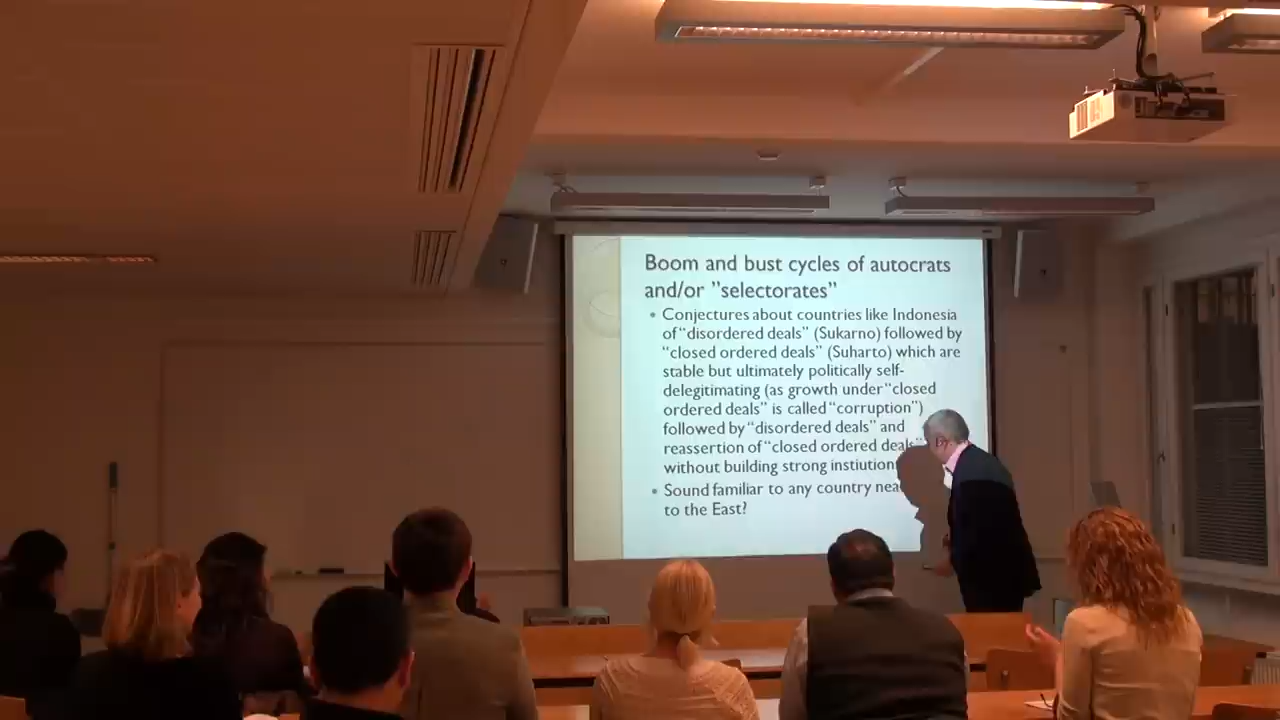 Boom and bust cycles of autocrats
and/or ”selectorates”
• Conjectures about countries like Indonesia
of “disordered deals” (Sukarno) followed by
“closed ordered deals” (Suharto) which are
stable but ultimately politically self-
delegitimating (as growth under “closed
ordered deals” is called “corruption”)
followed by “disordered deals” and
reassertion of “closed ordered deals”
without building strong instiution
• Sound familiar to any country nea
to the East?